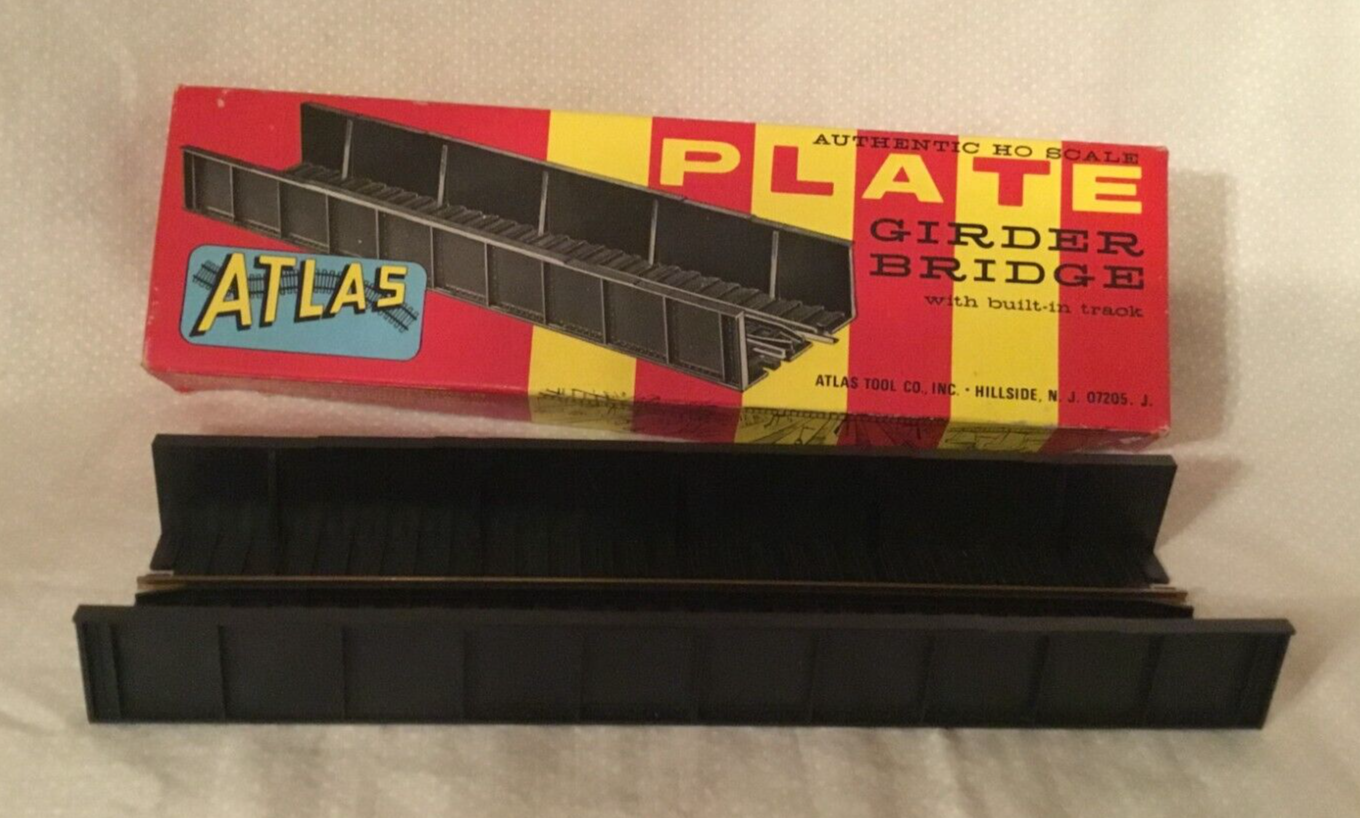 AUTHENTIC HO SCALE
PLATE
GIRDER
BRIDGE
with built-in track
ATLAS
ATLAS TOOL CO., INC. • HILLSIDE, N. J. 07205. J.